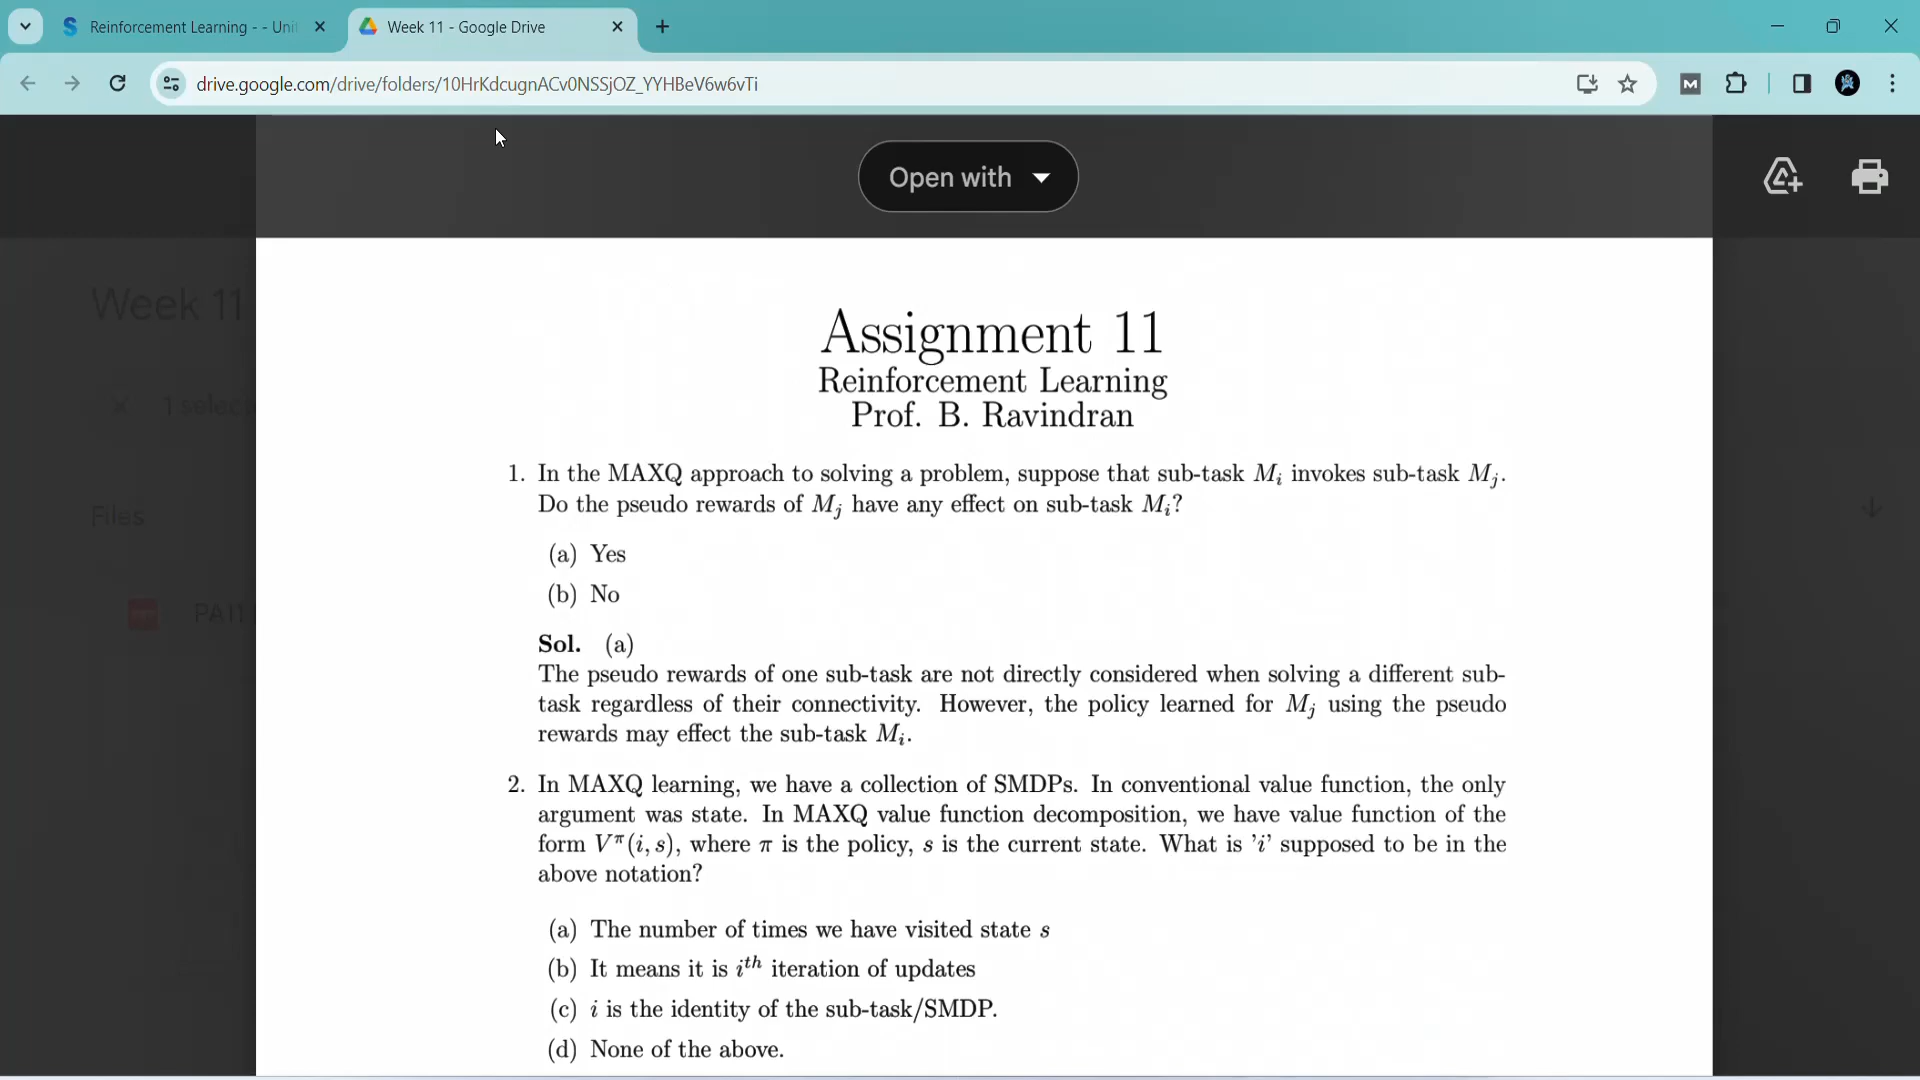 Reinforcement Learning - - Uni
Week 11 - Google Drive
drive.google.com/drive/folders/10HrKdcugnACv0NSSjOZ_YYHBeV6w6vTi
Open with
Week 11
1 selec
Files
PA11
Assignment 11
Reinforcement Learning
Prof. B. Ravindran
1. In the MAXQ approach to solving a problem, suppose that sub-task Mᵢ invokes sub-task Mⱼ.
Do the pseudo rewards of Mⱼ have any effect on sub-task Mᵢ?
(a) Yes
(b) No
Sol. (a)
The pseudo rewards of one sub-task are not directly considered when solving a different sub-
task regardless of their connectivity. However, the policy learned for Mⱼ using the pseudo
rewards may effect the sub-task Mᵢ.
2. In MAXQ learning, we have a collection of SMDPs. In conventional value function, the only
argument was state. In MAXQ value function decomposition, we have value function of the
form V^π(i, s), where π is the policy, s is the current state. What is 'i' supposed to be in the
above notation?
(a) The number of times we have visited state s
(b) It means it is i^th iteration of updates
(c) i is the identity of the sub-task/SMDP.
(d) None of the above.